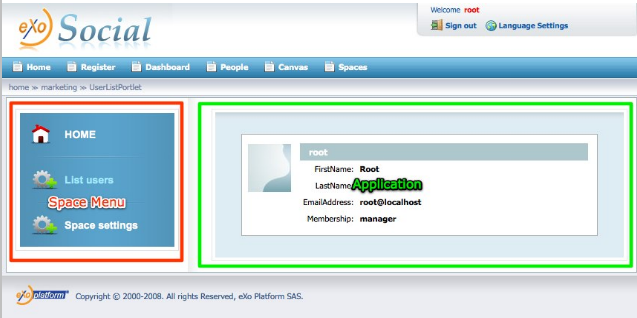 Welcome root
eXo Social
Sign out Language Settings
Home Register Dashboard People Canvas Spaces
home » marketing » UserListPortlet
HOME
List users
Space Menu
Space settings
root
FirstName: Root
LastName Application
EmailAddress: root@localhost
Membership: manager
eXo platform Copyright © 2000-2008. All rights Reserved, eXo Platform SAS.